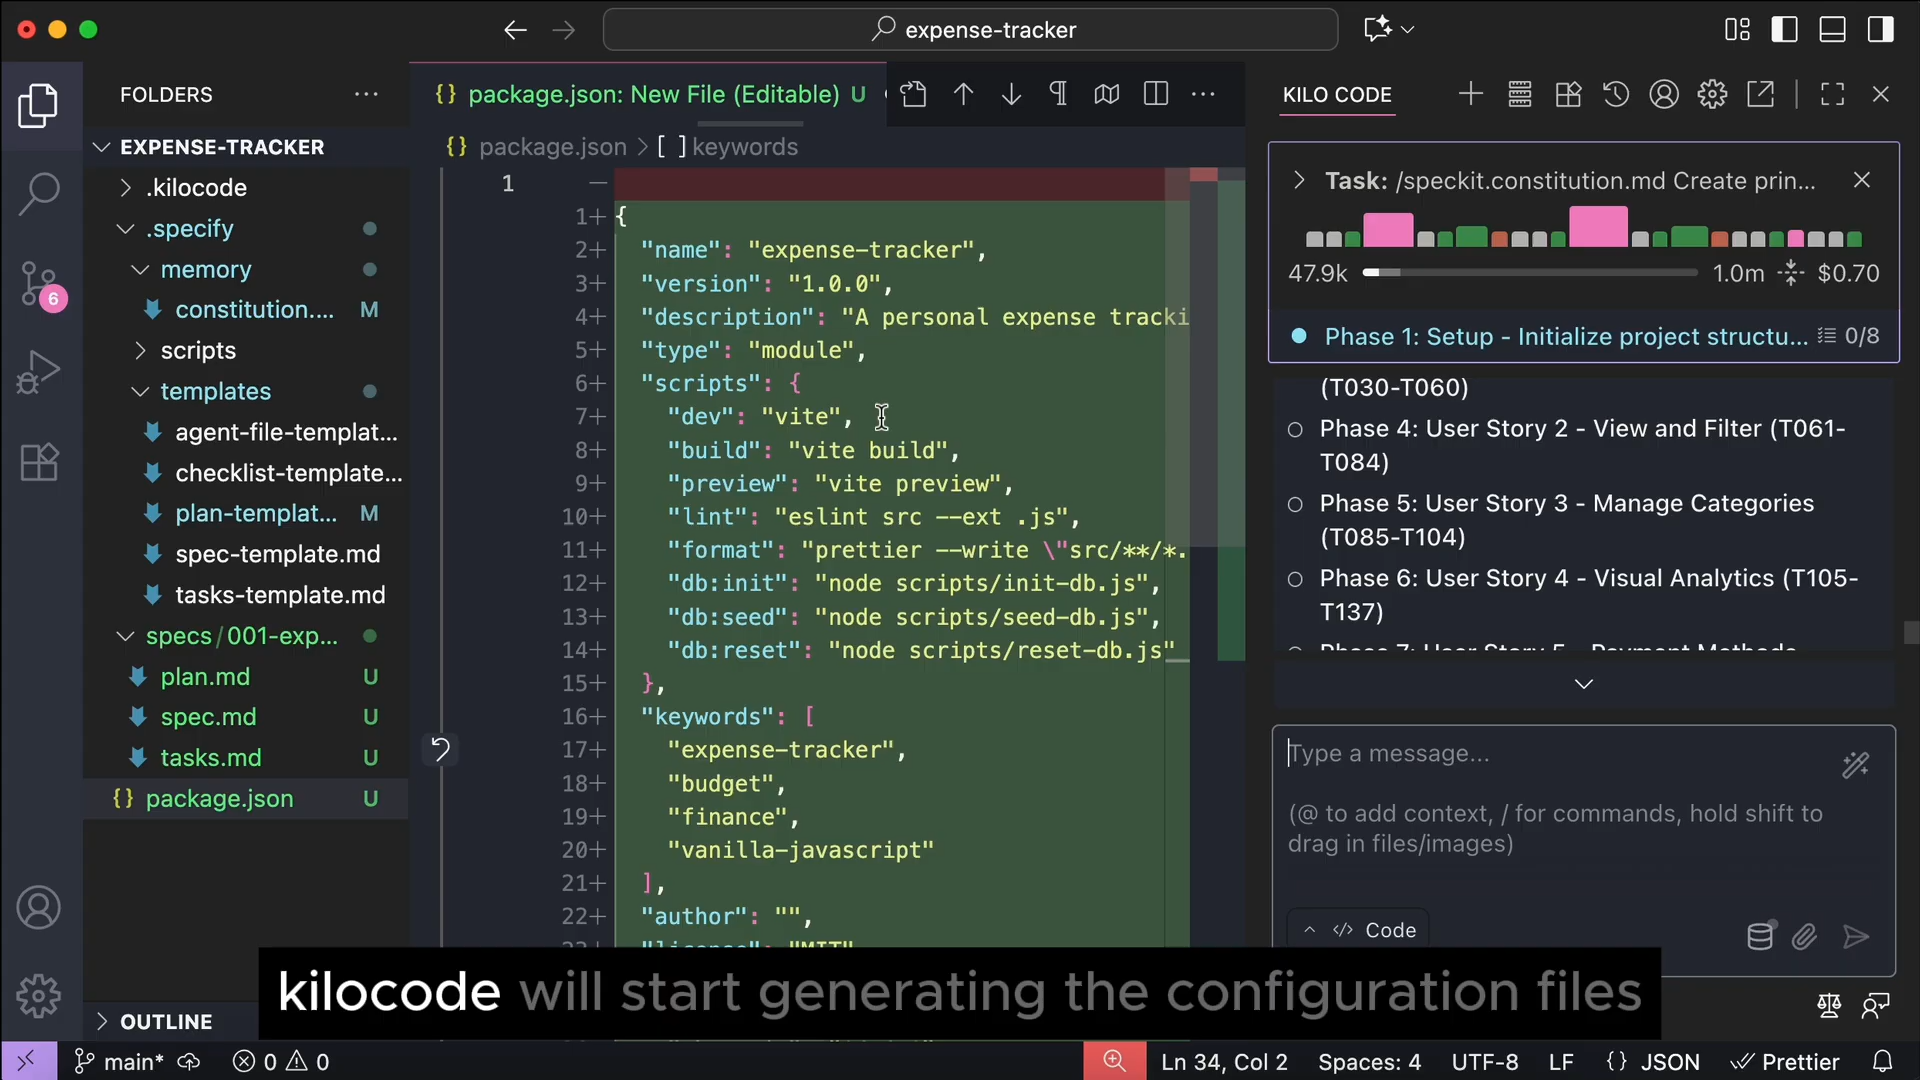 expense-tracker
FOLDERS
EXPENSE-TRACKER
.kilocode
.specify
memory
constitution.... M
scripts
templates
agent-file-templat...
checklist-template...
plan-templat... M
spec-template.md
tasks-template.md
specs/001-exp...
plan.md U
spec.md U
tasks.md U
{} package.json U
OUTLINE
6
{} package.json: New File (Editable) U
{} package.json > [ ] keywords
1 —
1+ {
2+ "name": "expense-tracker",
3+ "version": "1.0.0",
4+ "description": "A personal expense tracki
5+ "type": "module",
6+ "scripts": {
7+ "dev": "vite",
8+ "build": "vite build",
9+ "preview": "vite preview",
10+ "lint": "eslint src --ext .js",
11+ "format": "prettier --write \"src/**/*.
12+ "db:init": "node scripts/init-db.js",
13+ "db:seed": "node scripts/seed-db.js",
14+ "db:reset": "node scripts/reset-db.js"
15+ },
16+ "keywords": [
17+ "expense-tracker",
18+ "budget",
19+ "finance",
20+ "vanilla-javascript"
21+ ],
22+ "author": "",
KILO CODE
Task: /speckit.constitution.md Create prin...
47.9k 1.0m $0.70
Phase 1: Setup - Initialize project structu... 0/8
(T030-T060)
Phase 4: User Story 2 - View and Filter (T061-
T084)
Phase 5: User Story 3 - Manage Categories
(T085-T104)
Phase 6: User Story 4 - Visual Analytics (T105-
T137)
Type a message...
(@ to add context, / for commands, hold shift to
drag in files/images)
</> Code
kilocode will start generating the configuration files
main* 0 0 Ln 34, Col 2 Spaces: 4 UTF-8 LF {} JSON Prettier